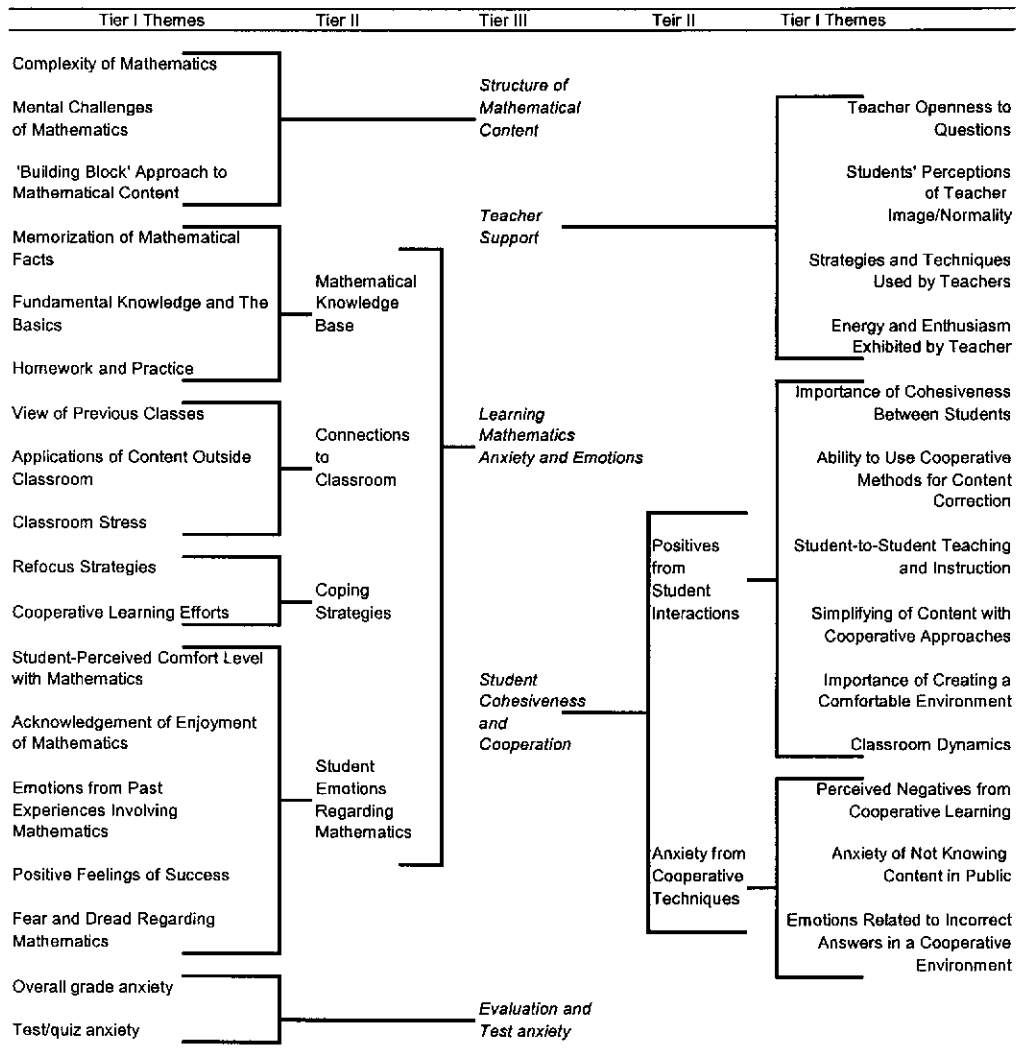 Tier I Themes
Tier II
Tier III
Teir II
Tier I Themes
Complexity of Mathematics
Mental Challenges
of Mathematics
'Building Block' Approach to
Mathematical Content
Structure of
Mathematical
Content
Memorization of Mathematical
Facts
Fundamental Knowledge and The
Basics
Homework and Practice
Mathematical
Knowledge
Base
View of Previous Classes
Applications of Content Outside
Classroom
Classroom Stress
Connections
to
Classroom
Refocus Strategies
Cooperative Learning Efforts
Coping
Strategies
Student-Perceived Comfort Level
with Mathematics
Acknowledgement of Enjoyment
of Mathematics
Emotions from Past
Experiences Involving
Mathematics
Positive Feelings of Success
Fear and Dread Regarding
Mathematics
Student
Emotions
Regarding
Mathematics
Learning
Mathematics
Anxiety and Emotions
Overall grade anxiety
Test/quiz anxiety
Evaluation and
Test anxiety
Teacher
Support
Teacher Openness to
Questions
Students' Perceptions
of Teacher
Image/Normality
Strategies and Techniques
Used by Teachers
Energy and Enthusiasm
Exhibited by Teacher
Student
Cohesiveness
and
Cooperation
Positives
from
Student
Interactions
Importance of Cohesiveness
Between Students
Ability to Use Cooperative
Methods for Content
Correction
Student-to-Student Teaching
and Instruction
Simplifying of Content with
Cooperative Approaches
Importance of Creating a
Comfortable Environment
Classroom Dynamics
Anxiety from
Cooperative
Techniques
Perceived Negatives from
Cooperative Learning
Anxiety of Not Knowing
Content in Public
Emotions Related to Incorrect
Answers in a Cooperative
Environment